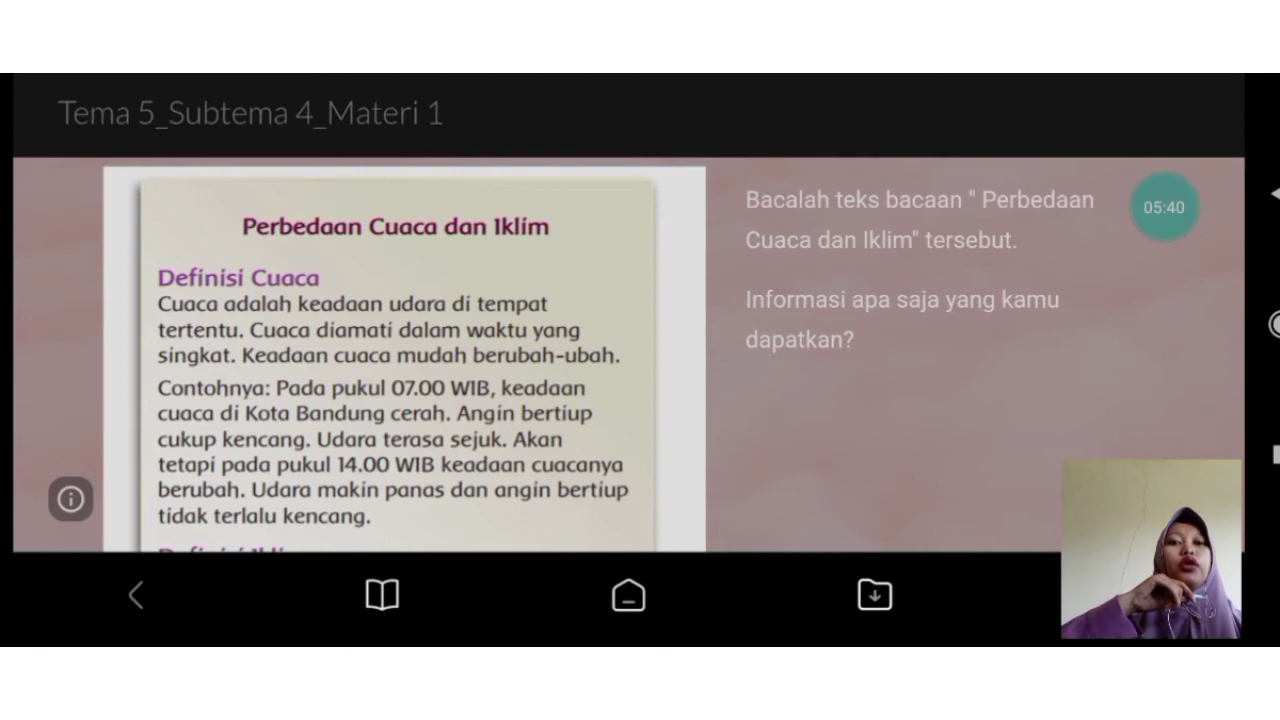 Tema 5_Subtema 4_Materi 1
Perbedaan Cuaca dan Iklim
Definisi Cuaca
Cuaca adalah keadaan udara di tempat
tertentu. Cuaca diamati dalam waktu yang
singkat. Keadaan cuaca mudah berubah-ubah.
Contohnya: Pada pukul 07.00 WIB, keadaan
cuaca di Kota Bandung cerah. Angin bertiup
cukup kencang. Udara terasa sejuk. Akan
tetapi pada pukul 14.00 WIB keadaan cuacanya
berubah. Udara makin panas dan angin bertiup
tidak terlalu kencang.
Bacalah teks bacaan " Perbedaan
Cuaca dan Iklim" tersebut.
Informasi apa saja yang kamu
dapatkan?
05:40